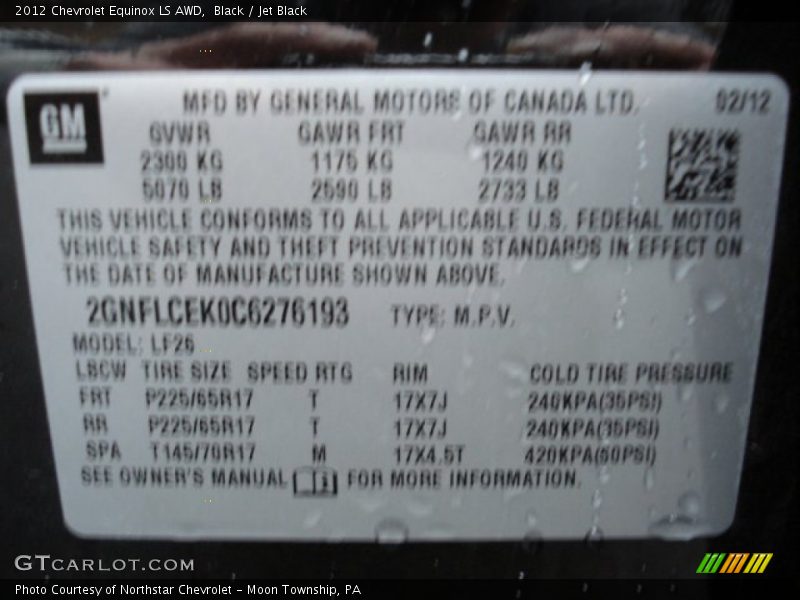 2012 Chevrolet Equinox LS AWD,  Black / Jet Black
GM MFD BY GENERAL MOTORS OF CANADA LTD. 02/12
GVWR GAWR FRT GAWR RR
2300 KG 1175 KG 1240 KG
5070 LB 2590 LB 2733 LB
THIS VEHICLE CONFORMS TO ALL APPLICABLE U.S. FEDERAL MOTOR
VEHICLE SAFETY AND THEFT PREVENTION STANDARDS IN EFFECT ON
THE DATE OF MANUFACTURE SHOWN ABOVE.
2GNFLCEK0C6276193 TYPE: M.P.V.
MODEL: LF26
L8CW TIRE SIZE SPEED RTG RIM COLD TIRE PRESSURE
FRT P225/65R17 T 17X7J 240KPA(35PSI)
RR P225/65R17 T 17X7J 240KPA(35PSI)
SPA T145/70R17 M 17X4.5T 420KPA(60PSI)
SEE OWNER'S MANUAL FOR MORE INFORMATION.
GTCARLOT.COM
Photo Courtesy of Northstar Chevrolet – Moon Township, PA